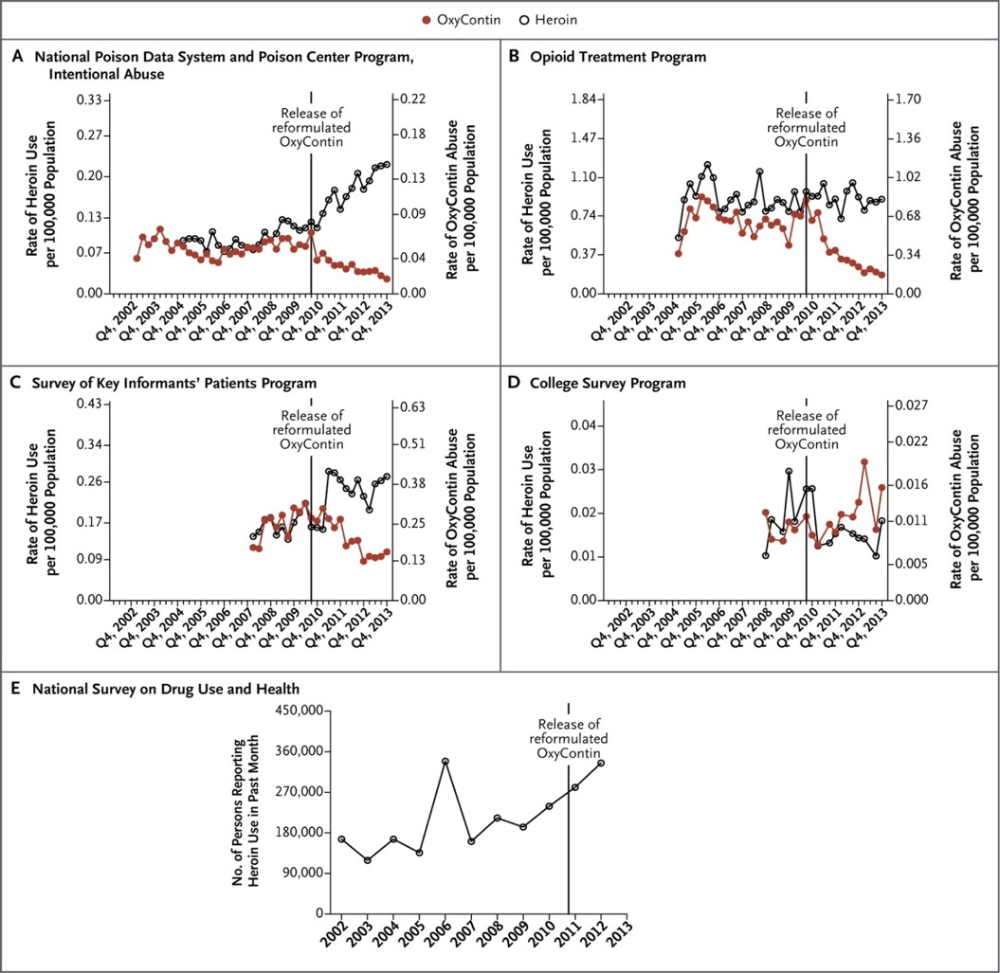 OxyContin Heroin
A National Poison Data System and Poison Center Program,
Intentional Abuse
Rate of Heroin Use
per 100,000 Population
0.33
0.27
0.20
0.13
0.07
0.00
Release of
reformulated
OxyContin
0.22
0.18
0.13
0.09
0.04
0.00
Rate of OxyContin Abuse
per 100,000 Population
Q4, 2002
Q4, 2003
Q4, 2004
Q4, 2005
Q4, 2006
Q4, 2007
Q4, 2008
Q4, 2009
Q4, 2010
Q4, 2011
Q4, 2012
Q4, 2013
B Opioid Treatment Program
Rate of Heroin Use
per 100,000 Population
1.84
1.47
1.10
0.74
0.37
0.00
Release of
reformulated
OxyContin
1.70
1.36
1.02
0.68
0.34
0.00
Rate of OxyContin Abuse
per 100,000 Population
Q4, 2002
Q4, 2003
Q4, 2004
Q4, 2005
Q4, 2006
Q4, 2007
Q4, 2008
Q4, 2009
Q4, 2010
Q4, 2011
Q4, 2012
Q4, 2013
C Survey of Key Informants’ Patients Program
Rate of Heroin Use
per 100,000 Population
0.43
0.34
0.26
0.17
0.09
0.00
Release of
reformulated
OxyContin
0.63
0.51
0.38
0.25
0.13
0.00
Rate of OxyContin Abuse
per 100,000 Population
Q4, 2002
Q4, 2003
Q4, 2004
Q4, 2005
Q4, 2006
Q4, 2007
Q4, 2008
Q4, 2009
Q4, 2010
Q4, 2011
Q4, 2012
Q4, 2013
D College Survey Program
Rate of Heroin Use
per 100,000 Population
0.04
0.03
0.02
0.01
0.00
Release of
reformulated
OxyContin
0.027
0.022
0.016
0.011
0.005
0.000
Rate of OxyContin Abuse
per 100,000 Population
Q4, 2002
Q4, 2003
Q4, 2004
Q4, 2005
Q4, 2006
Q4, 2007
Q4, 2008
Q4, 2009
Q4, 2010
Q4, 2011
Q4, 2012
Q4, 2013
E National Survey on Drug Use and Health
No. of Persons Reporting
Heroin Use in Past Month
450,000
360,000
270,000
180,000
90,000
0
Release of
reformulated
OxyContin
2002
2003
2004
2005
2006
2007
2008
2009
2010
2011
2012
2013